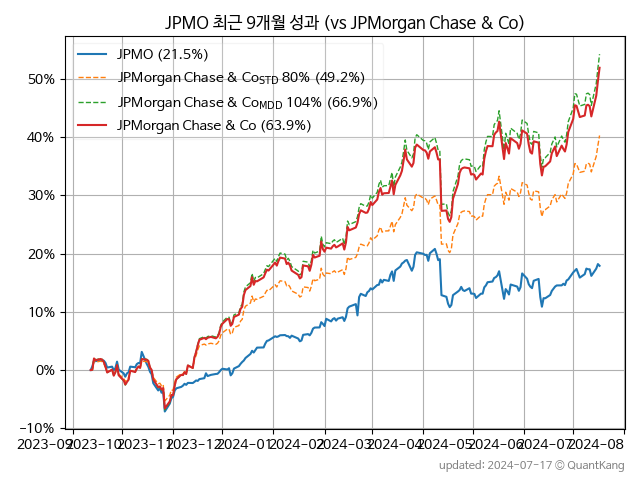 JPMO 최근 9개월 성과 (vs JPMorgan Chase & Co)
JPMO (21.5%)
JPMorgan Chase & CoSTD 80% (49.2%)
JPMorgan Chase & CoMDD 104% (66.9%)
JPMorgan Chase & Co (63.9%)
50%
40%
30%
20%
10%
0%
−10%
2023-09 2023-10 2023-11 2023-12 2024-01 2024-02 2024-03 2024-04 2024-05 2024-06 2024-07 2024-08
updated: 2024-07-17 © QuantKang